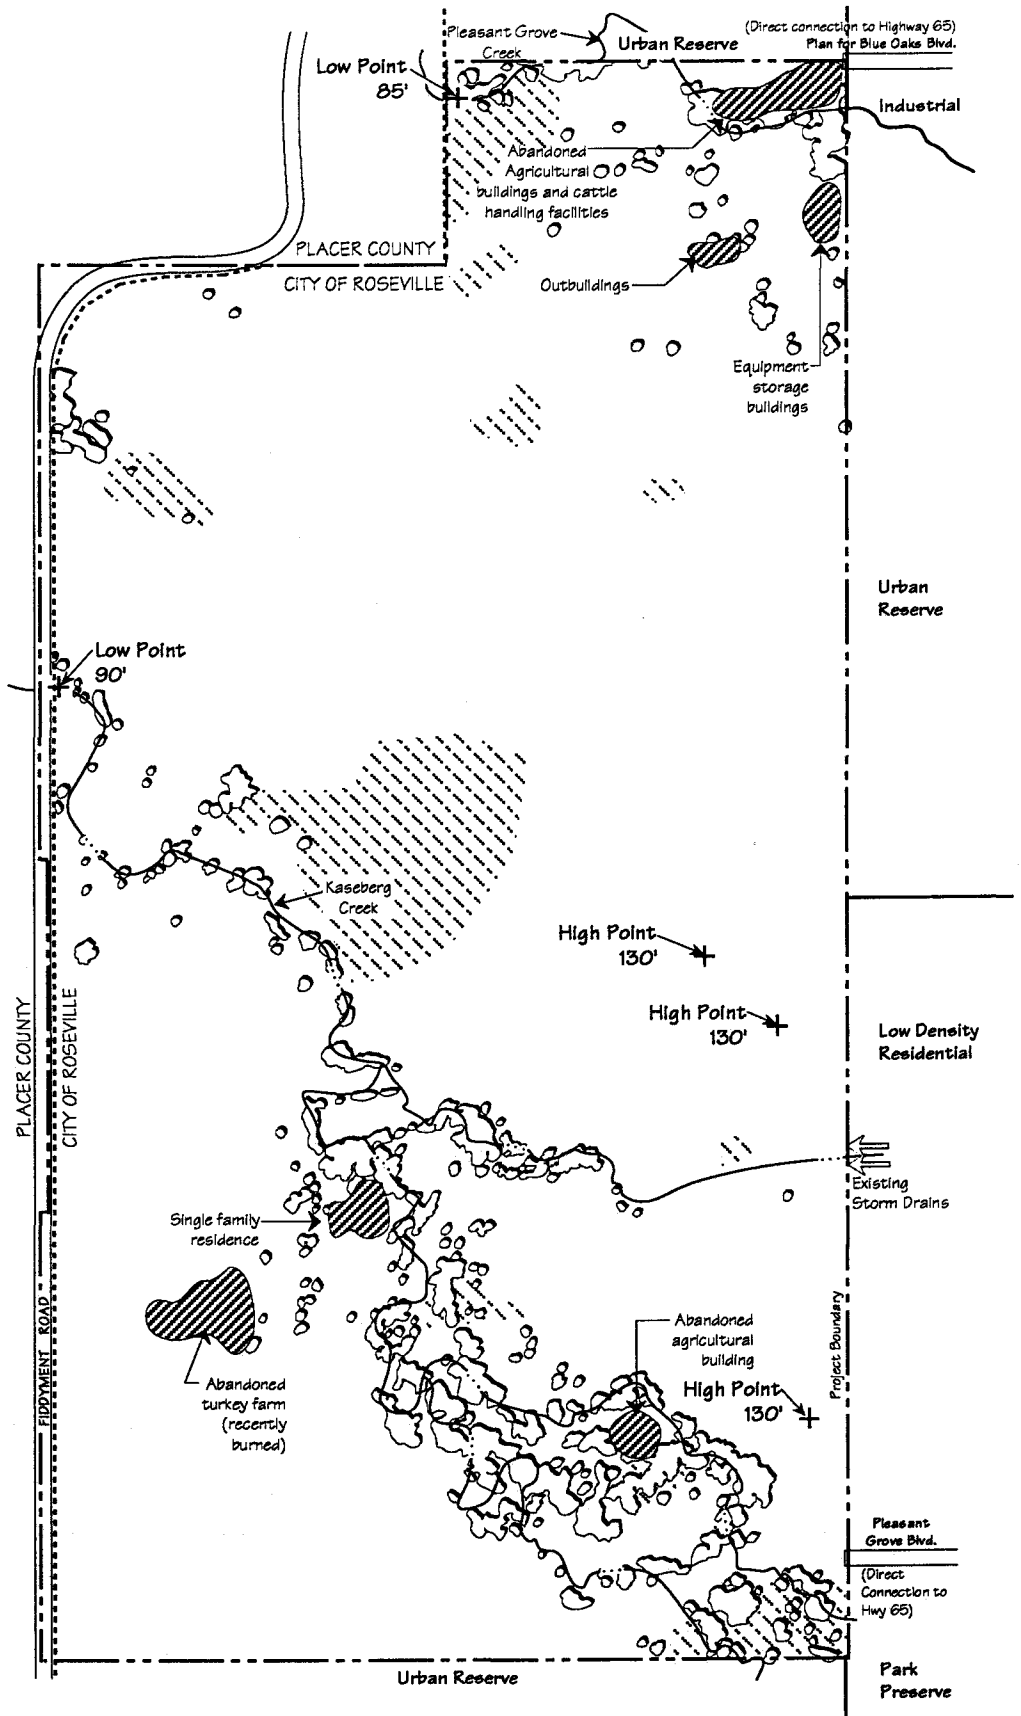 (Direct connection to Highway 65)
Plan for Blue Oaks Blvd.
Pleasant Grove
Creek
Urban Reserve
Low Point
85'
Industrial
Abandoned
Agricultural
buildings and cattle
handling facilities
PLACER COUNTY
CITY OF ROSEVILLE
Outbuildings
Equipment
storage
buildings
Urban
Reserve
Low Point
90'
Kaseberg
Creek
High Point
130'
High Point
130'
Low Density
Residential
PLACER COUNTY
CITY OF ROSEVILLE
Existing
Storm Drains
Single family
residence
Project Boundary
FIDDYMENT ROAD
Abandoned
agricultural
building
Abandoned
turkey farm
(recently
burned)
High Point
130'
Pleasant
Grove Blvd.
(Direct
Connection to
Hwy 65)
Urban Reserve
Park
Preserve